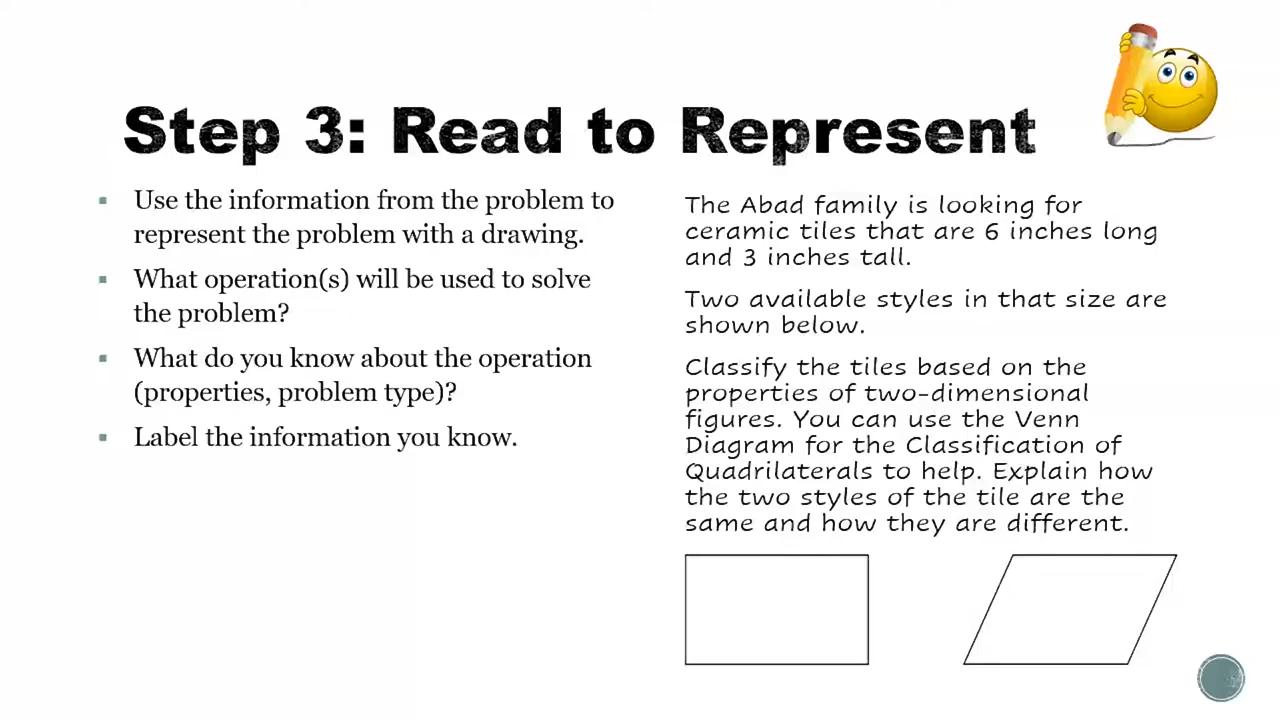 Step 3: Read to Represent
▪ Use the information from the problem to
represent the problem with a drawing.
▪ What operation(s) will be used to solve
the problem?
▪ What do you know about the operation
(properties, problem type)?
▪ Label the information you know.
The Abad family is looking for
ceramic tiles that are 6 inches long
and 3 inches tall.
Two available styles in that size are
shown below.
Classify the tiles based on the
properties of two-dimensional
figures. You can use the Venn
Diagram for the Classification of
Quadrilaterals to help. Explain how
the two styles of the tile are the
same and how they are different.